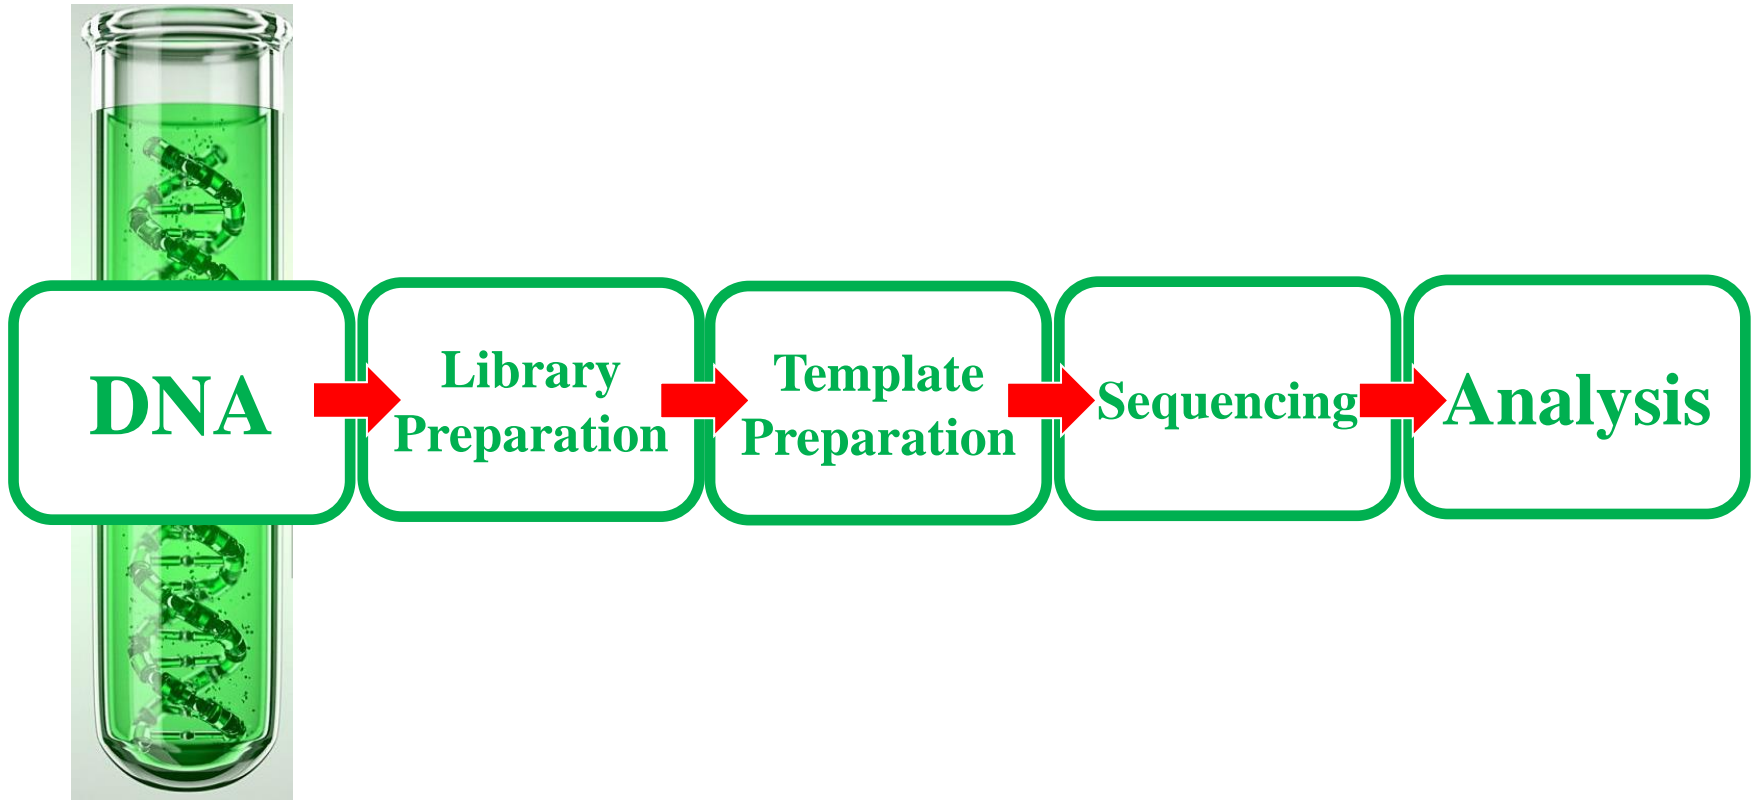 DNA
Library
Preparation
Template
Preparation
Sequencing
Analysis